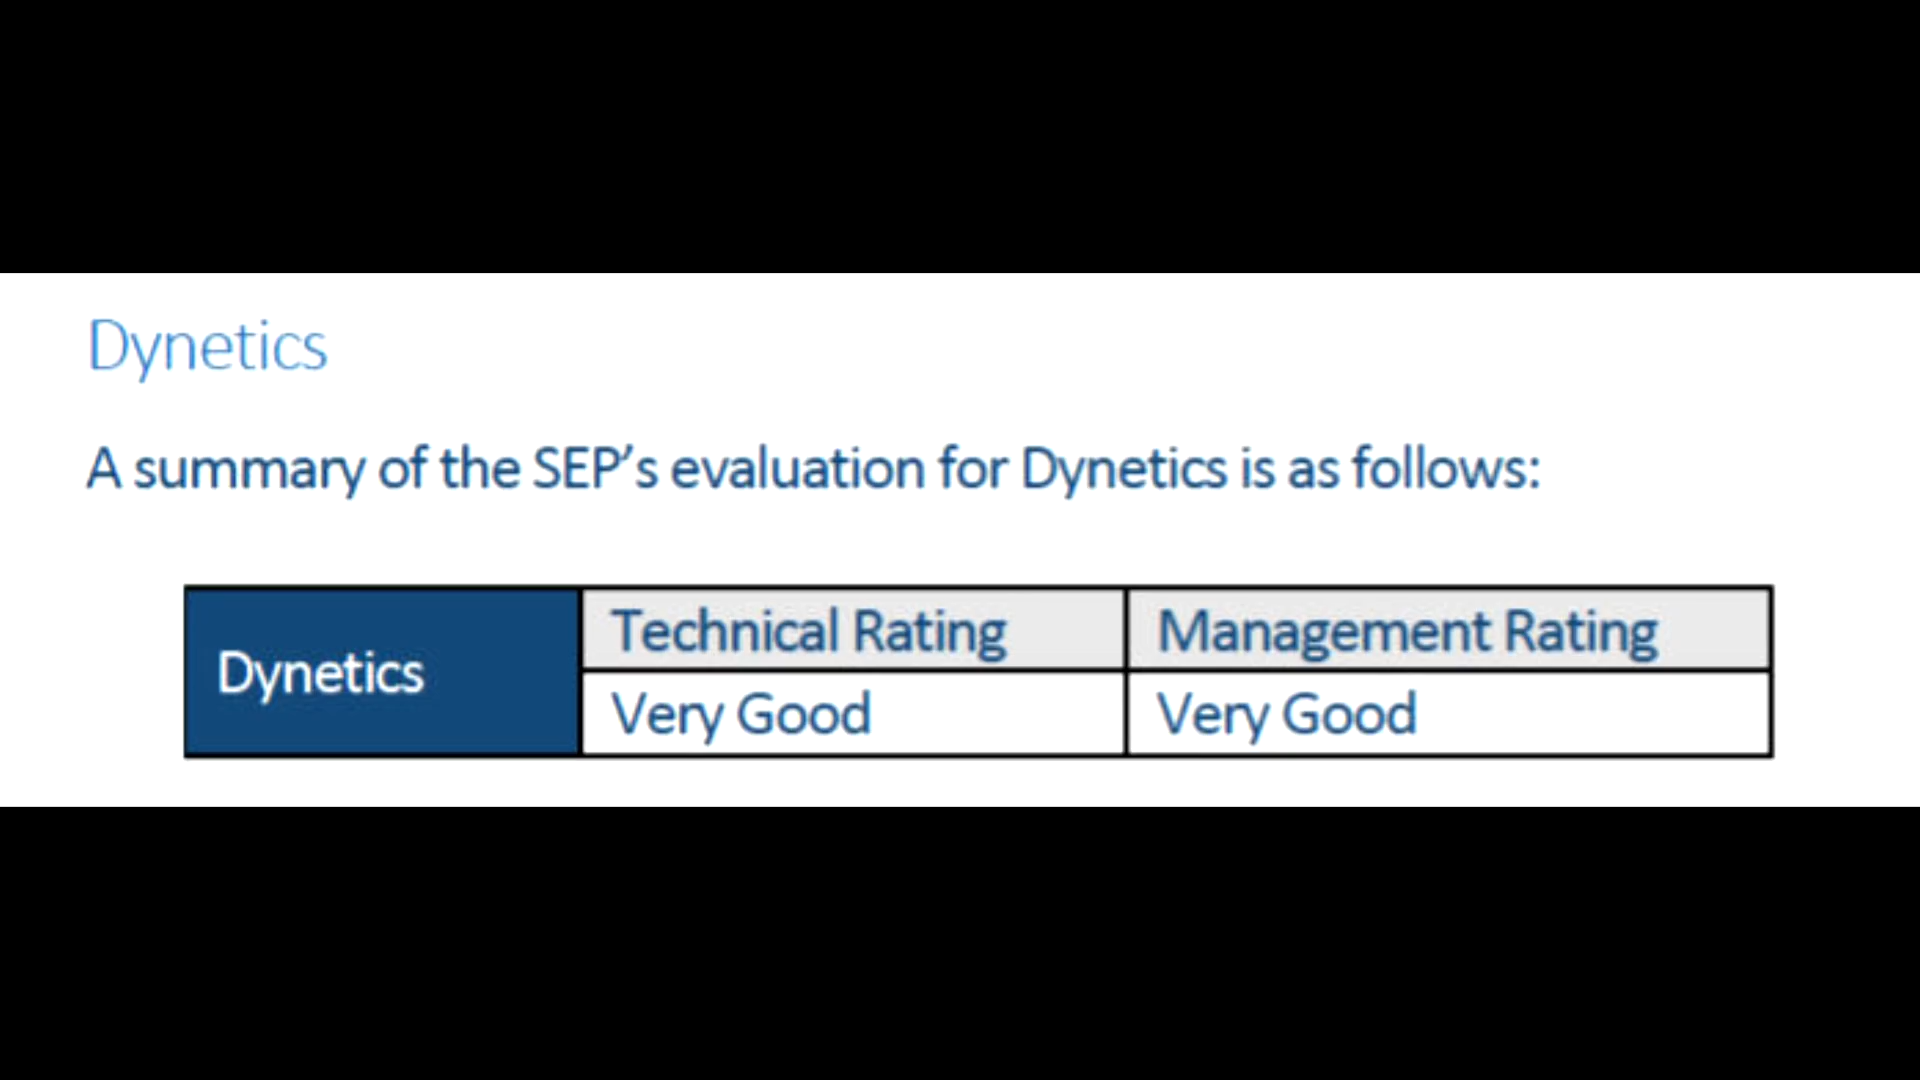 Dynetics
A summary of the SEP's evaluation for Dynetics is as follows:
Dynetics
Technical Rating
Management Rating
Very Good
Very Good